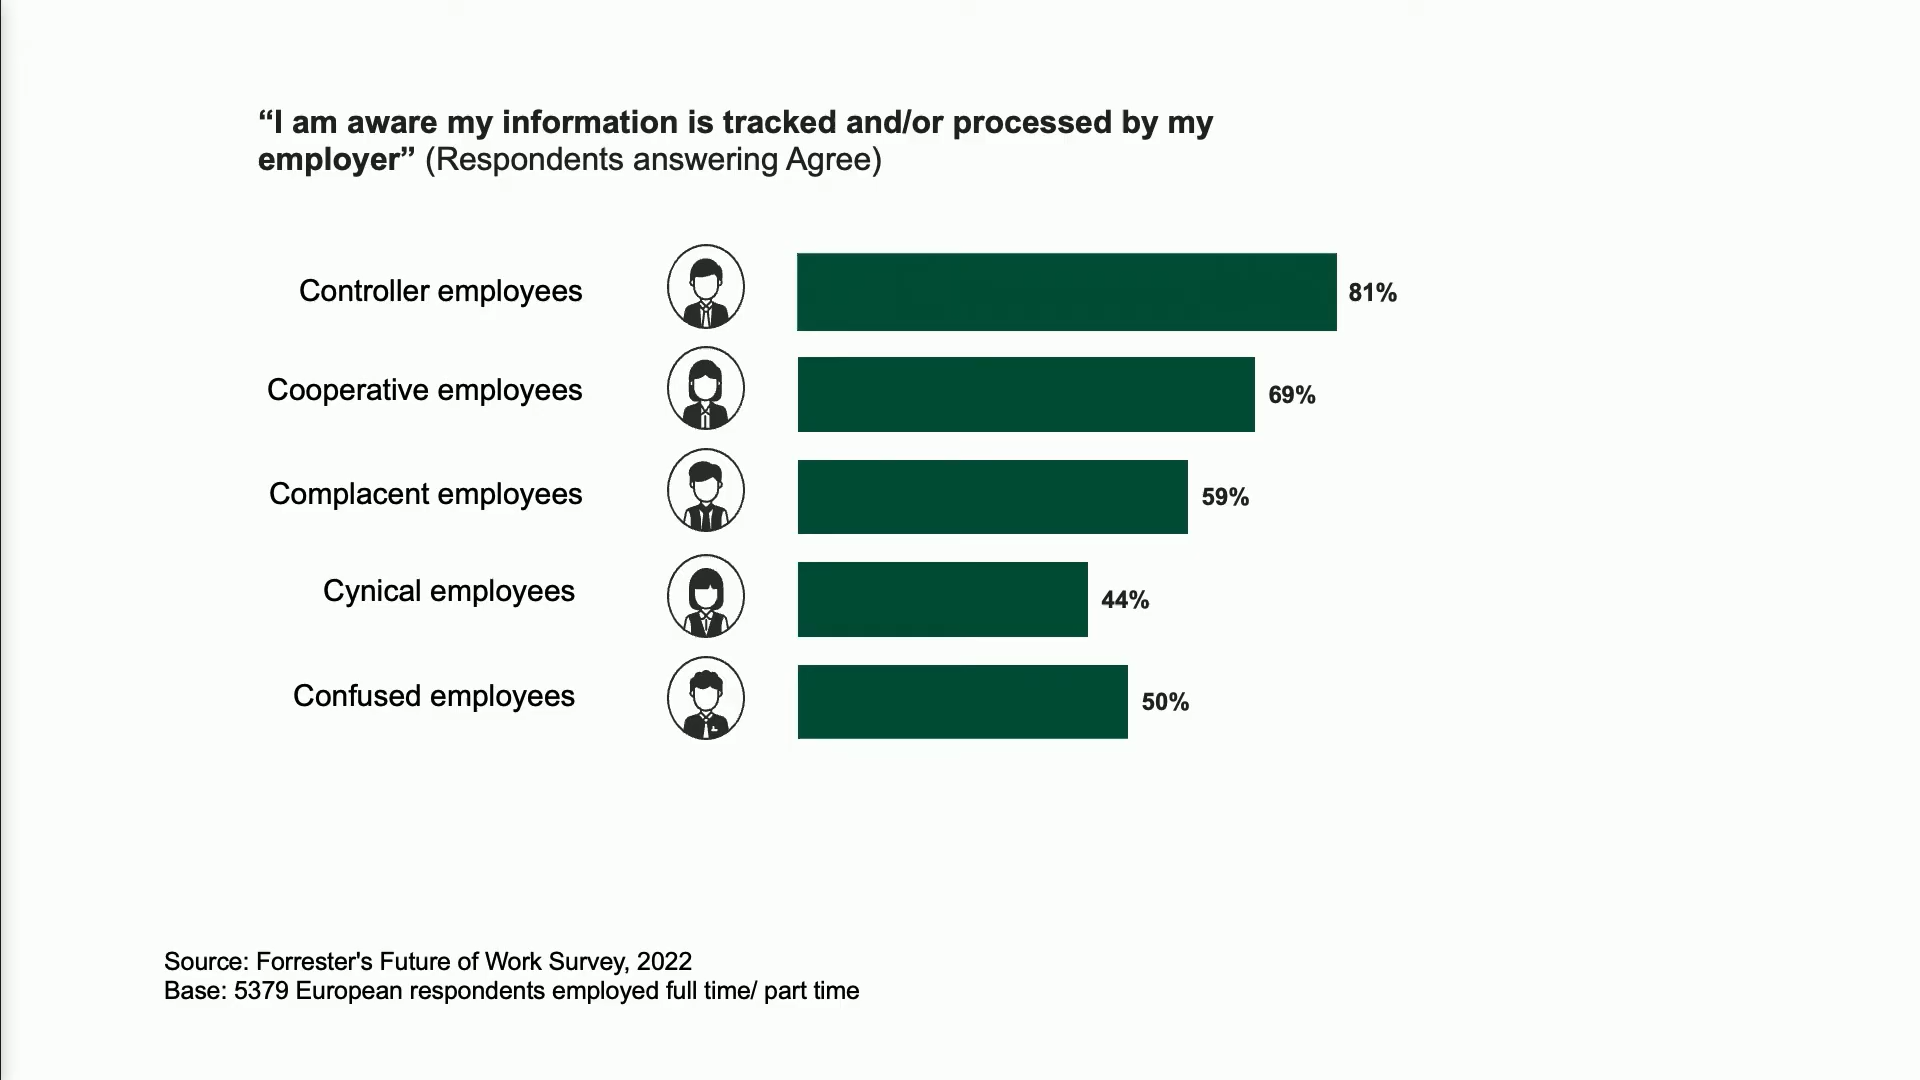 “I am aware my information is tracked and/or processed by my
employer” (Respondents answering Agree)
Controller employees
81%
Cooperative employees
69%
Complacent employees
59%
Cynical employees
44%
Confused employees
50%
Source: Forrester's Future of Work Survey, 2022
Base: 5379 European respondents employed full time/ part time